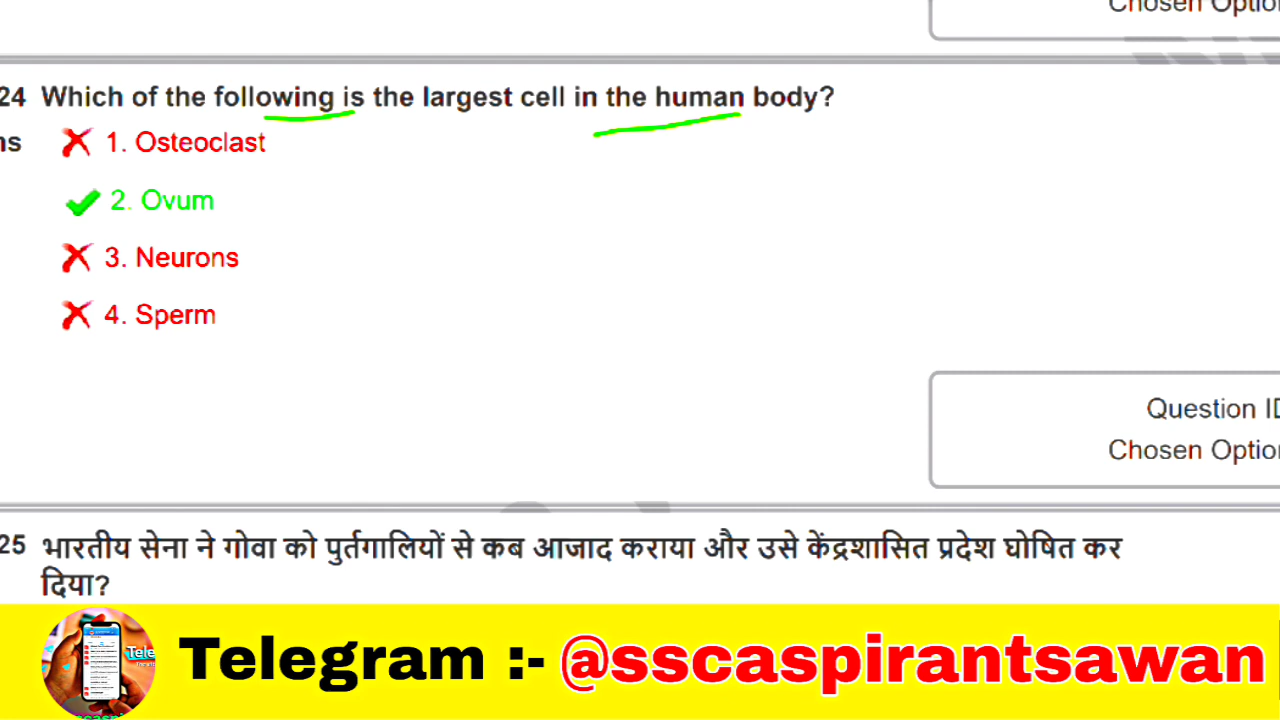 Chosen Option
24 Which of the following is the largest cell in the human body?
ns 1. Osteoclast
2. Ovum
3. Neurons
4. Sperm
Question ID
Chosen Option
25 भारतीय सेना ने गोवा को पुर्तगालियों से कब आजाद कराया और उसे केंद्रशासित प्रदेश घोषित कर
दिया?
Telegram :- @sscaspirantsawan